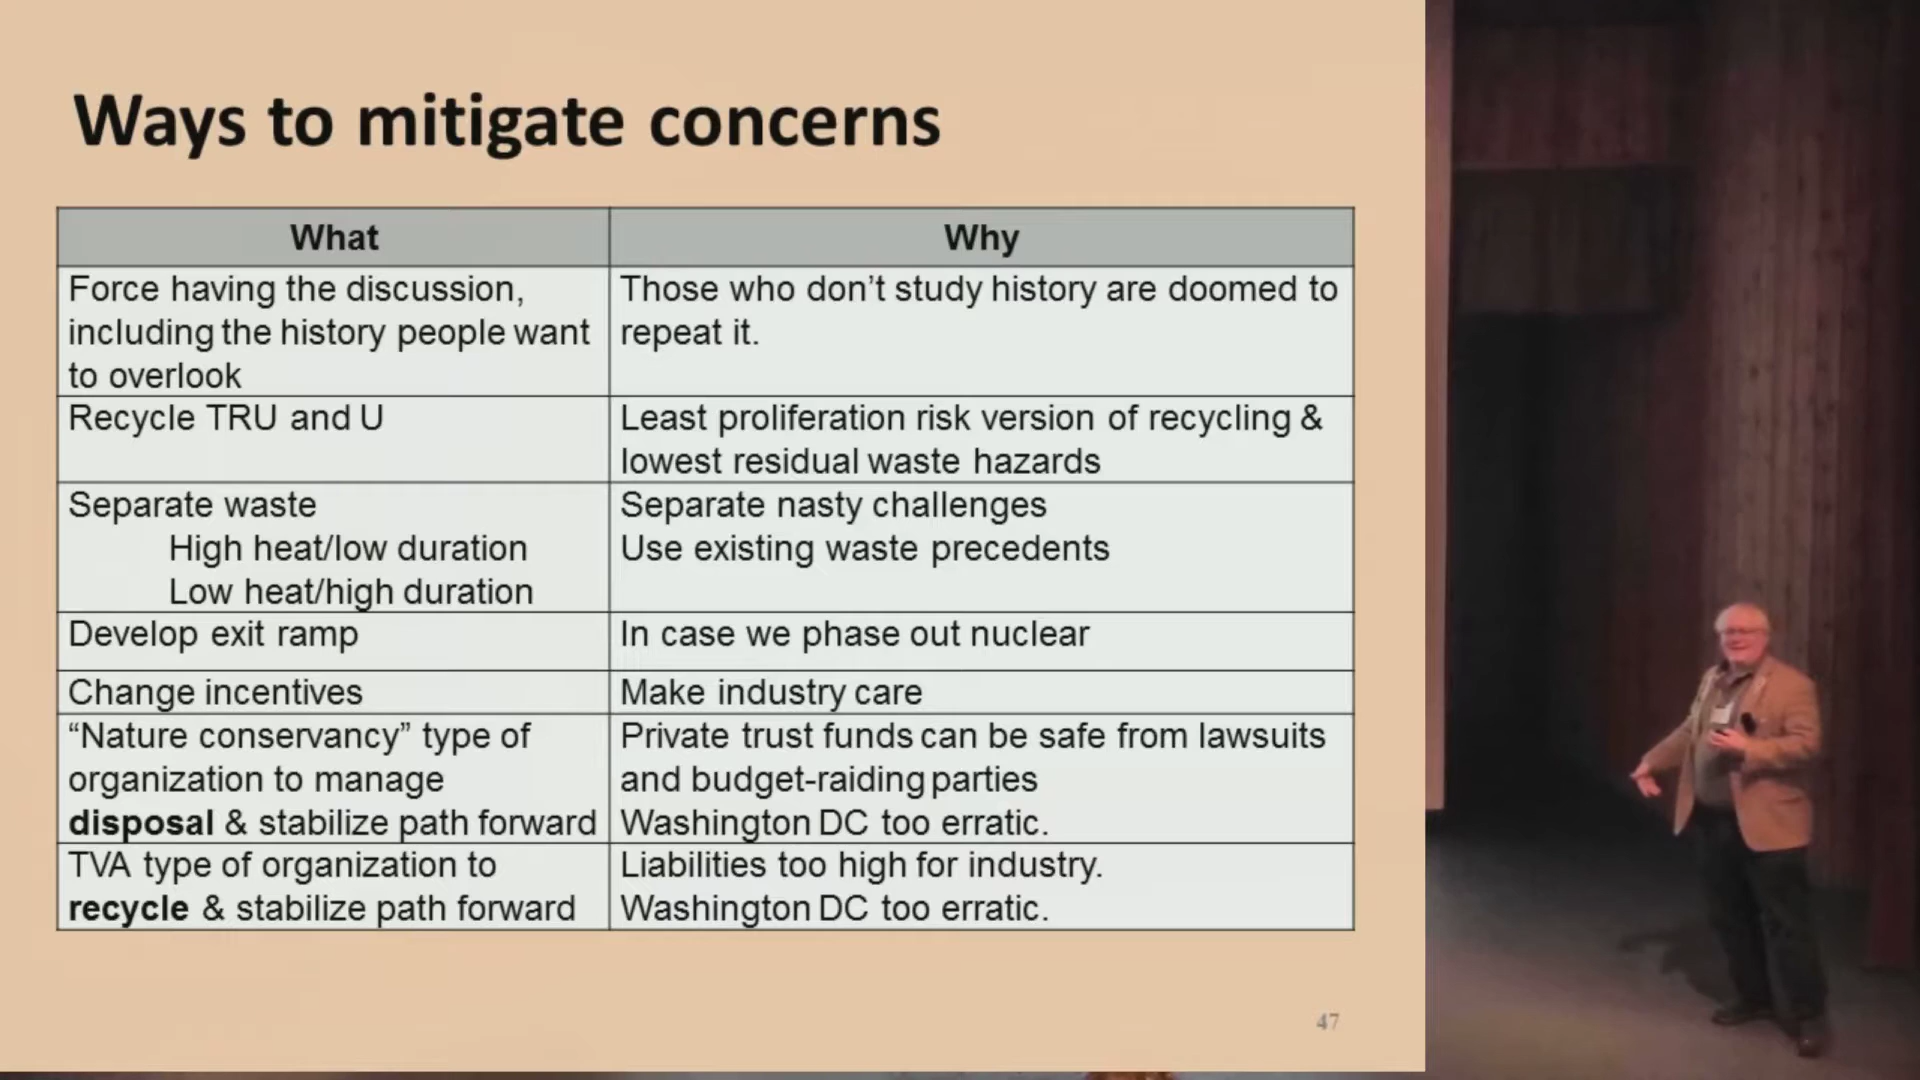 Ways to mitigate concerns
What
Why
Force having the discussion,
including the history people want
to overlook
Those who don't study history are doomed to
repeat it.
Recycle TRU and U
Least proliferation risk version of recycling &
lowest residual waste hazards
Separate waste
High heat/low duration
Low heat/high duration
Separate nasty challenges
Use existing waste precedents
Develop exit ramp
In case we phase out nuclear
Change incentives
Make industry care
“Nature conservancy” type of
organization to manage
disposal & stabilize path forward
Private trust funds can be safe from lawsuits
and budget-raiding parties
Washington DC too erratic.
TVA type of organization to
recycle & stabilize path forward
Liabilities too high for industry.
Washington DC too erratic.
47